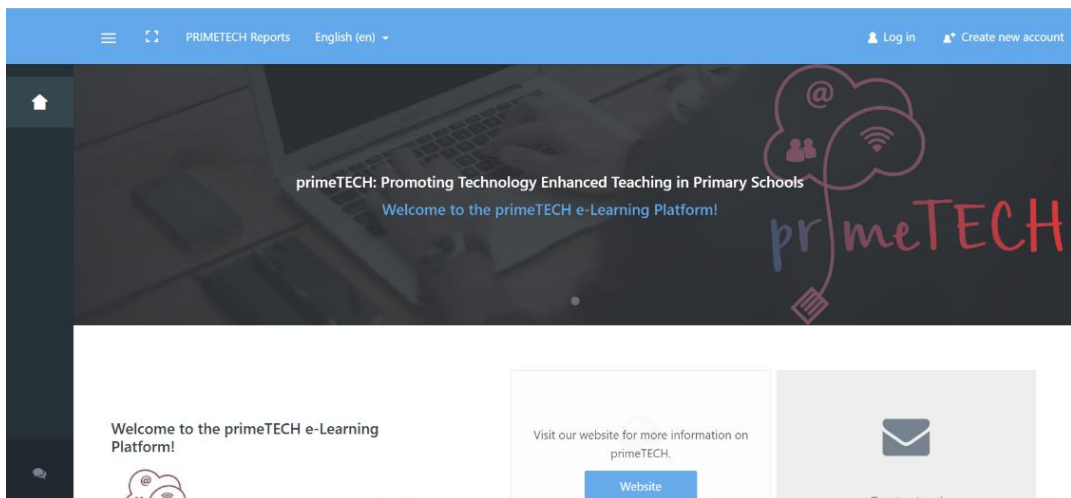 PRIMETECH Reports
English (en)
Log in
Create new account
@
primeTECH: Promoting Technology Enhanced Teaching in Primary Schools
Welcome to the primeTECH e-Learning Platform!
primeTECH
Welcome to the primeTECH e-Learning
Platform!
@
Visit our website for more information on
primeTECH.
Website